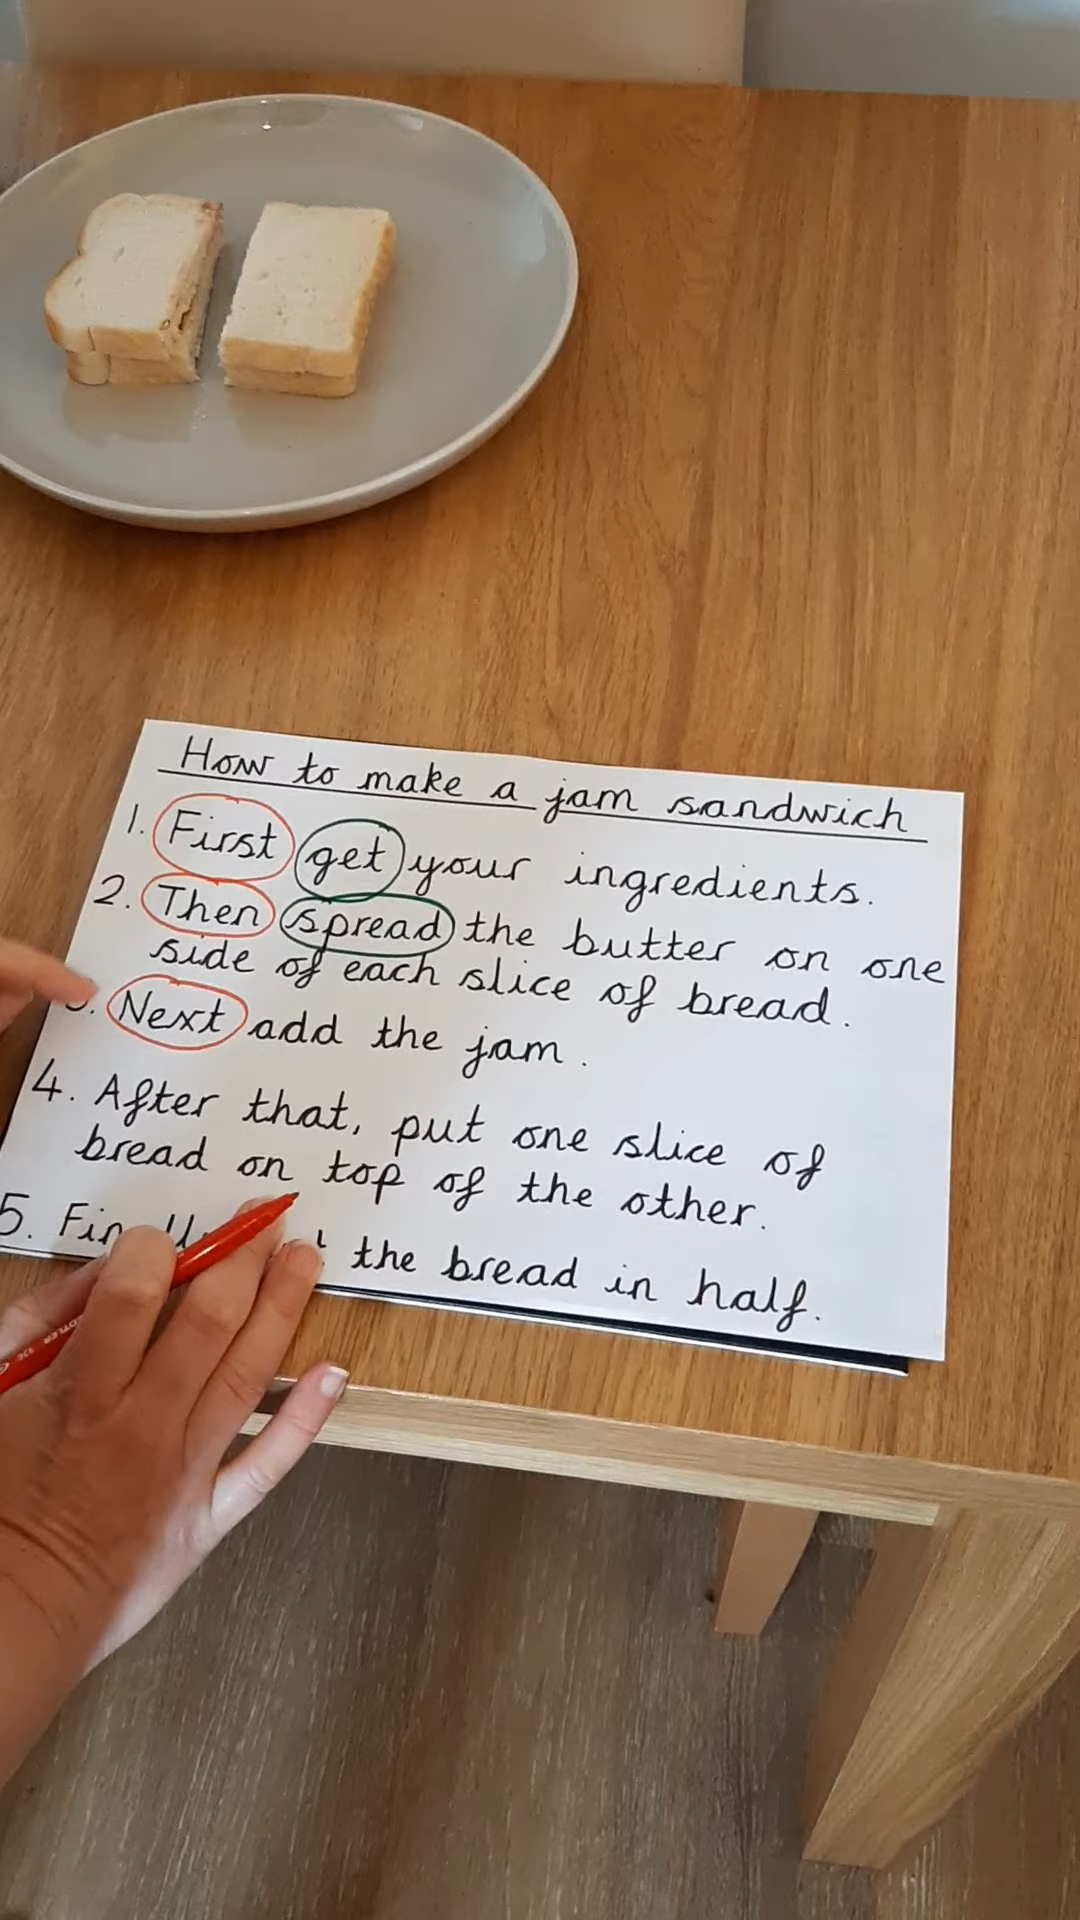 How to make a jam sandwich
1. First get your ingredients.
2. Then spread the butter on one
side of each slice of bread.
3. Next add the jam.
4. After that, put one slice of
bread on top of the other.
5. the bread in half.